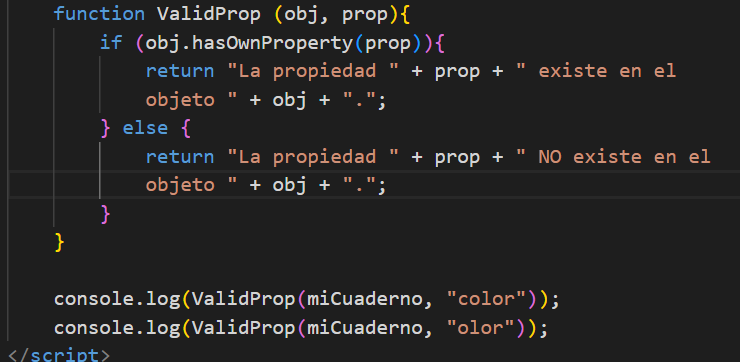 function ValidProp (obj, prop){
if (obj.hasOwnProperty(prop)){
return "La propiedad " + prop + " existe en el
objeto " + obj + ".";
} else {
return "La propiedad " + prop + " NO existe en el
objeto " + obj + ".";
}
}
console.log(ValidProp(miCuaderno, "color"));
console.log(ValidProp(miCuaderno, "olor"));
</script>